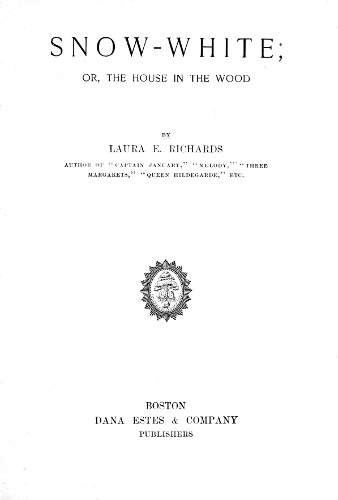 SNOW-WHITE;
OR, THE HOUSE IN THE WOOD
BY
LAURA E. RICHARDS
AUTHOR OF "CAPTAIN JANUARY," "MELODY," "THREE
MARGARETS," "QUEEN HILDEGARDE," ETC.
BOSTON
DANA ESTES & COMPANY
PUBLISHERS